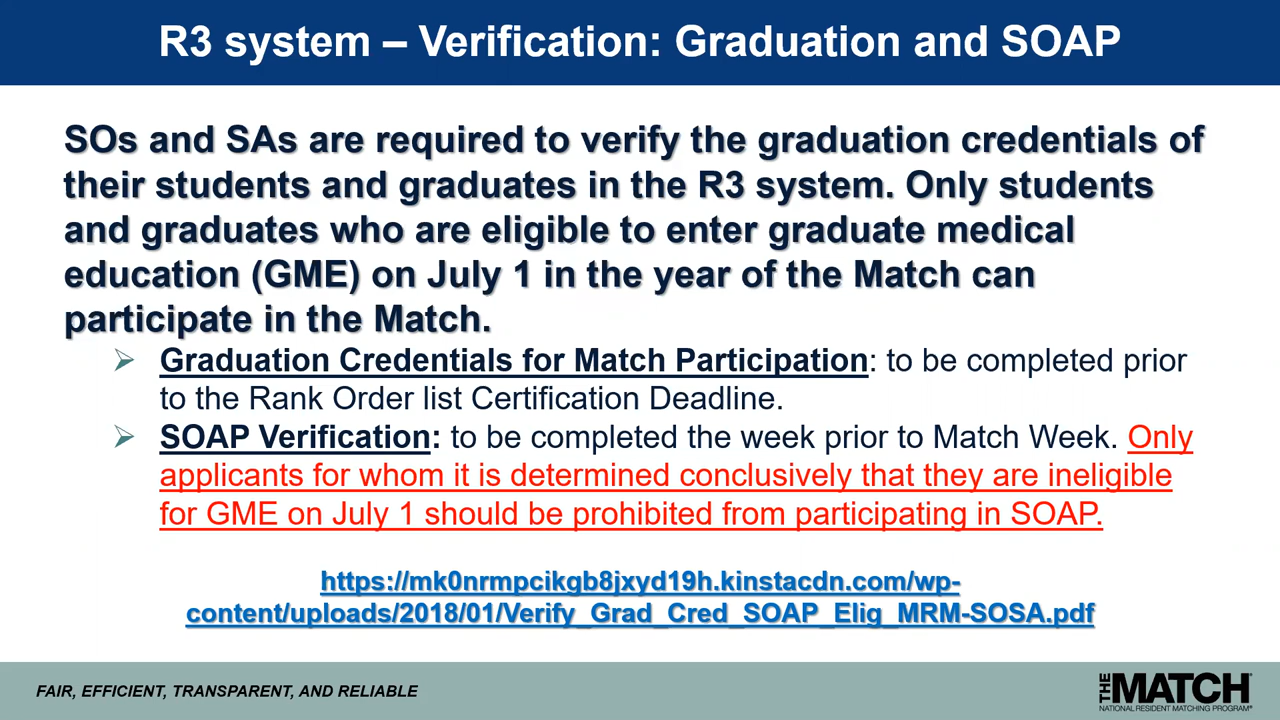 R3 system – Verification: Graduation and SOAP
SOs and SAs are required to verify the graduation credentials of
their students and graduates in the R3 system. Only students
and graduates who are eligible to enter graduate medical
education (GME) on July 1 in the year of the Match can
participate in the Match.
➢ Graduation Credentials for Match Participation: to be completed prior
to the Rank Order list Certification Deadline.
➢ SOAP Verification: to be completed the week prior to Match Week. Only
applicants for whom it is determined conclusively that they are ineligible
for GME on July 1 should be prohibited from participating in SOAP.
https://mk0nrmpcikgb8jxyd19h.kinstacdn.com/wp-
content/uploads/2018/01/Verify_Grad_Cred_SOAP_Elig_MRM-SOSA.pdf
FAIR, EFFICIENT, TRANSPARENT, AND RELIABLE
THE MATCH
NATIONAL RESIDENT MATCHING PROGRAM®